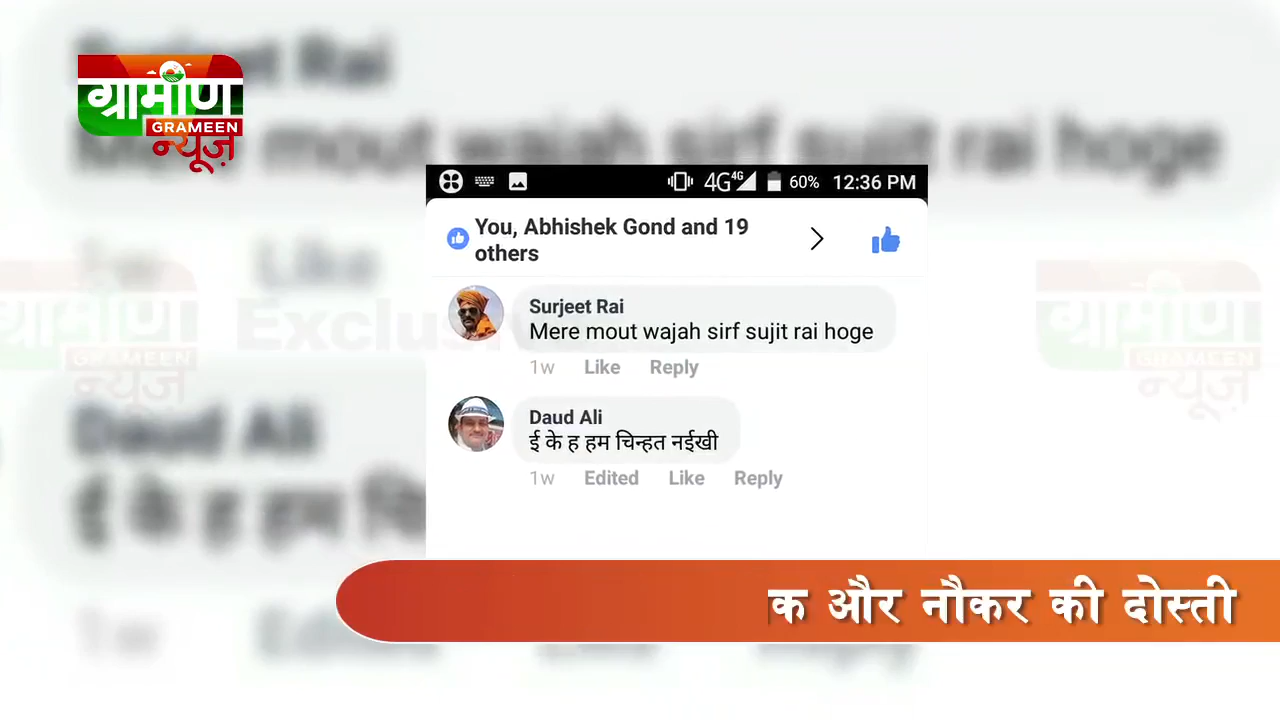 ग्रामीण
GRAMEEN
न्यूज़
4G 4G 60% 12:36 PM
You, Abhishek Gond and 19
others
Surjeet Rai
Mere mout wajah sirf sujit rai hoge
1w Like Reply
Daud Ali
ई के ह हम चिन्हत नईखी
1w Edited Like Reply
क और नौकर की दोस्ती